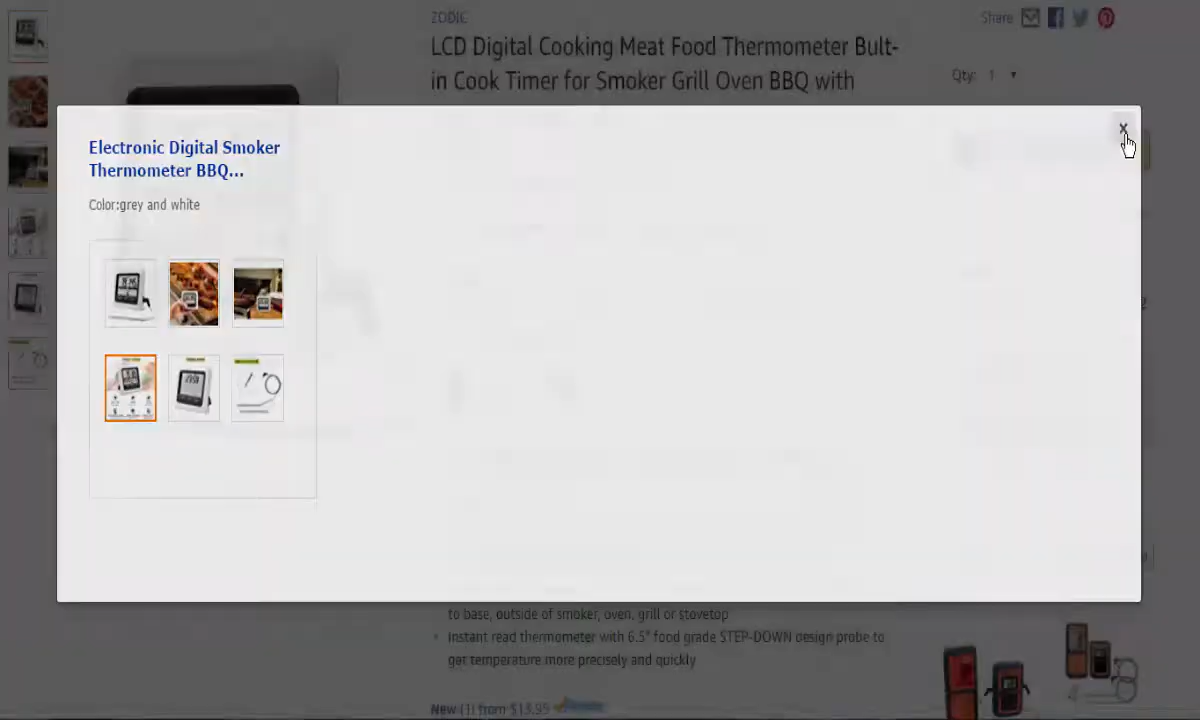 ZODIC
Share
LCD Digital Cooking Meat Food Thermometer Bult-
in Cook Timer for Smoker Grill Oven BBQ with
Qty: 1
x
Electronic Digital Smoker
Thermometer BBQ...
Color:grey and white
to base, outside of smoker, oven, grill or stovetop
Instant read thermometer with 6.5" food grade STEP-DOWN design probe to
get temperature more precisely and quickly
New (1) from $13.99